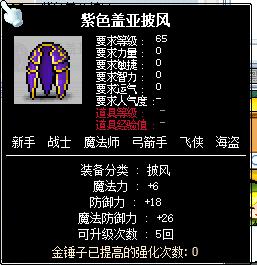 紫色盖亚披风
要求等级： 65
要求力量： 0
要求敏捷： 0
要求智力： 0
要求运气： 0
要求人气度： -
道具等级： -
道具经验值： -
新手 战士 魔法师 弓箭手 飞侠 海盗
装备分类 : 披风
魔法力 : +6
防御力 : +18
魔法防御力 : +26
可升级次数 : 5回
金锤子已提高的强化次数: 0